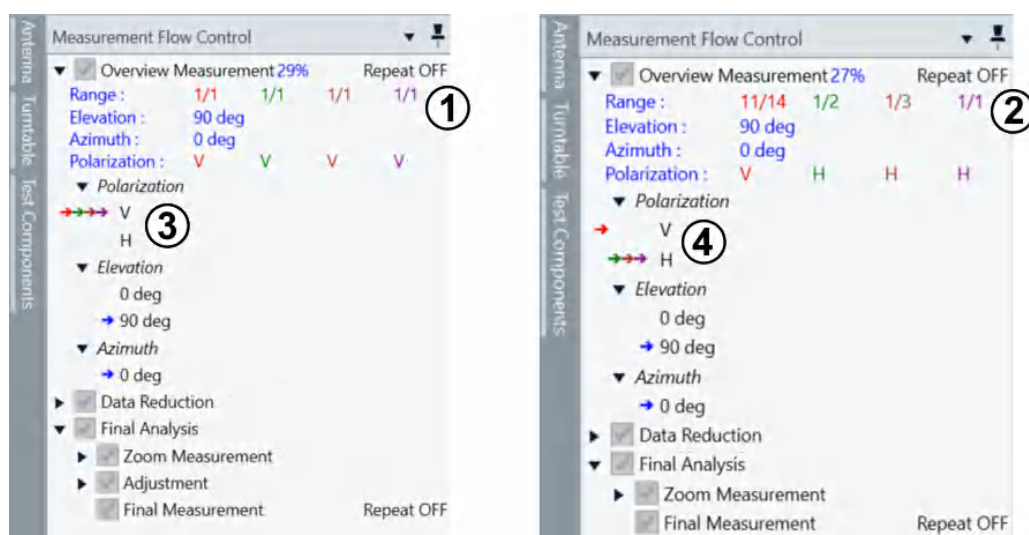 Measurement Flow Control
Overview Measurement 29% Repeat OFF
Range : 1/1 1/1 1/1 1/1
1
Elevation : 90 deg
Azimuth : 0 deg
Polarization : V V V V
Polarization
V
3
H
Elevation
0 deg
90 deg
Azimuth
0 deg
Data Reduction
Final Analysis
Zoom Measurement
Adjustment
Final Measurement Repeat OFF
Antenna Turntable Test Components
Measurement Flow Control
Overview Measurement 27% Repeat OFF
Range : 11/14 1/2 1/3 1/1
2
Elevation : 90 deg
Azimuth : 0 deg
Polarization : V H H H
Polarization
V
4
H
Elevation
0 deg
90 deg
Azimuth
0 deg
Data Reduction
Final Analysis
Zoom Measurement
Final Measurement Repeat OFF
Antenna Turntable Test Components